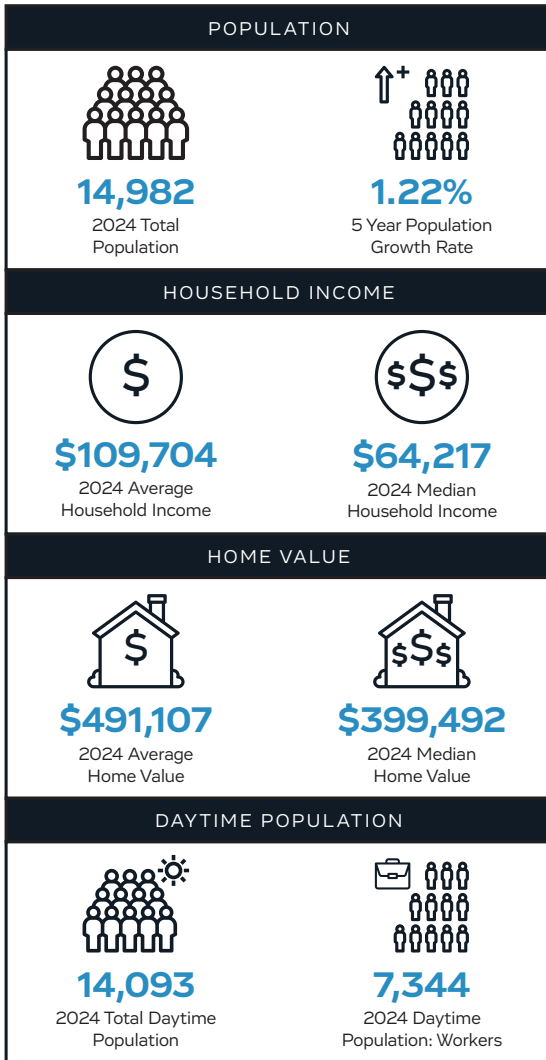 POPULATION
14,982
2024 Total
Population
1.22%
5 Year Population
Growth Rate
HOUSEHOLD INCOME
$
$109,704
2024 Average
Household Income
$$$
$64,217
2024 Median
Household Income
HOME VALUE
$
$491,107
2024 Average
Home Value
$$$
$399,492
2024 Median
Home Value
DAYTIME POPULATION
14,093
2024 Total Daytime
Population
7,344
2024 Daytime
Population: Workers